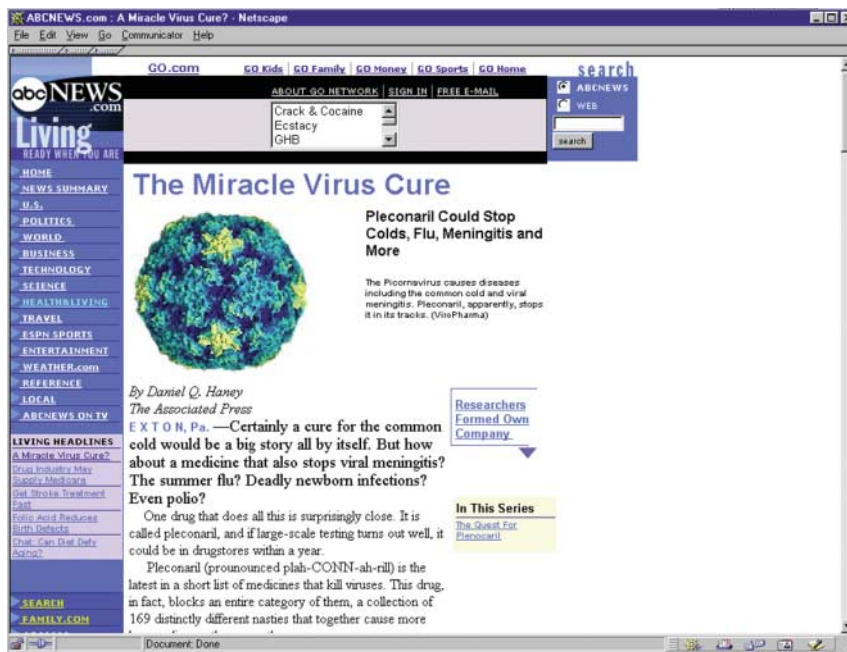 ABCNEWS.com : A Miracle Virus Cure? - Netscape
File Edit View Go Communicator Help
GO.com GO Kids GO Family GO Money GO Sports GO Home
search
abc NEWS
.com
ABOUT GO NETWORK SIGN IN FREE E-MAIL
ABCNEWS
WEB
search
Crack & Cocaine
Ecstacy
GHB
Living
READY WHEN YOU ARE
HOME
NEWS SUMMARY
U.S.
POLITICS
WORLD
BUSINESS
TECHNOLOGY
SCIENCE
HEALTH&LIVING
TRAVEL
ESPN SPORTS
ENTERTAINMENT
WEATHER.com
REFERENCE
LOCAL
ABCNEWS ON TV
LIVING HEADLINES
A Miracle Virus Cure?
Drug Industry May
Supply Medicare
Get Stroke Treatment
Fast
Folic Acid Reduces
Birth Defects
Chat: Can Diet Defy
Aging?
SEARCH
FAMILY.COM
The Miracle Virus Cure
Pleconaril Could Stop
Colds, Flu, Meningitis and
More
The Picornavirus causes diseases
including the common cold and viral
meningitis. Pleconaril, apparently, stops
it in its tracks. (ViroPharma)
By Daniel Q. Haney
The Associated Press
EXTON, Pa. —Certainly a cure for the common
cold would be a big story all by itself. But how
about a medicine that also stops viral meningitis?
The summer flu? Deadly newborn infections?
Even polio?
One drug that does all this is surprisingly close. It is
called pleconaril, and if large-scale testing turns out well, it
could be in drugstores within a year.
Pleconaril (prounounced plah-CONN-ah-rill) is the
latest in a short list of medicines that kill viruses. This drug,
in fact, blocks an entire category of them, a collection of
169 distinctly different nasties that together cause more
Researchers
Formed Own
Company
In This Series
The Quest For
Plenocaril
Document: Done